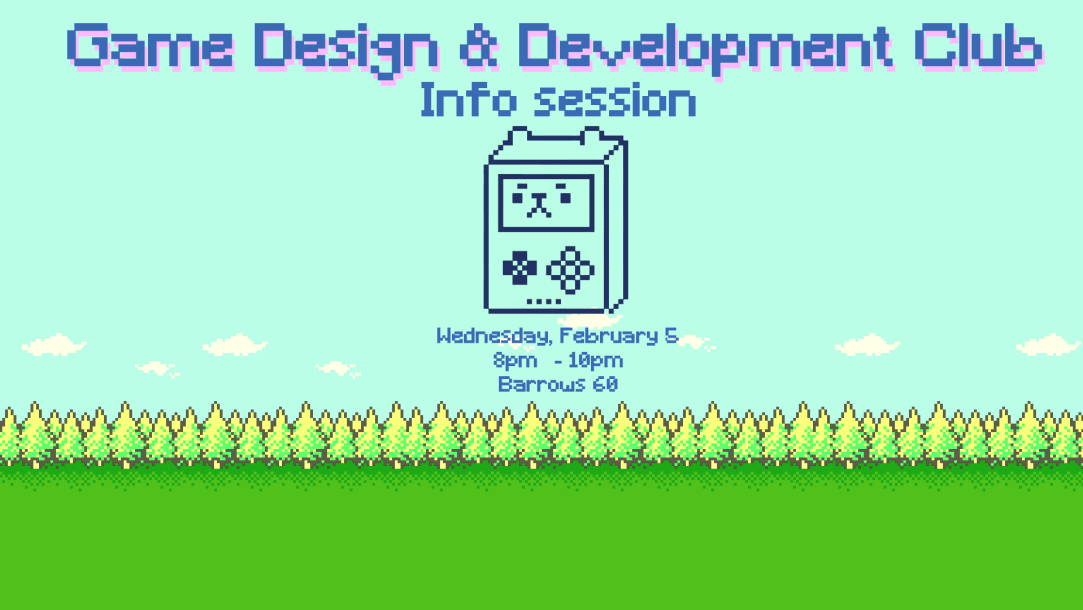 Game Design & Development Club
Info session
Wednesday, February 5
8pm - 10pm
Barrows 60